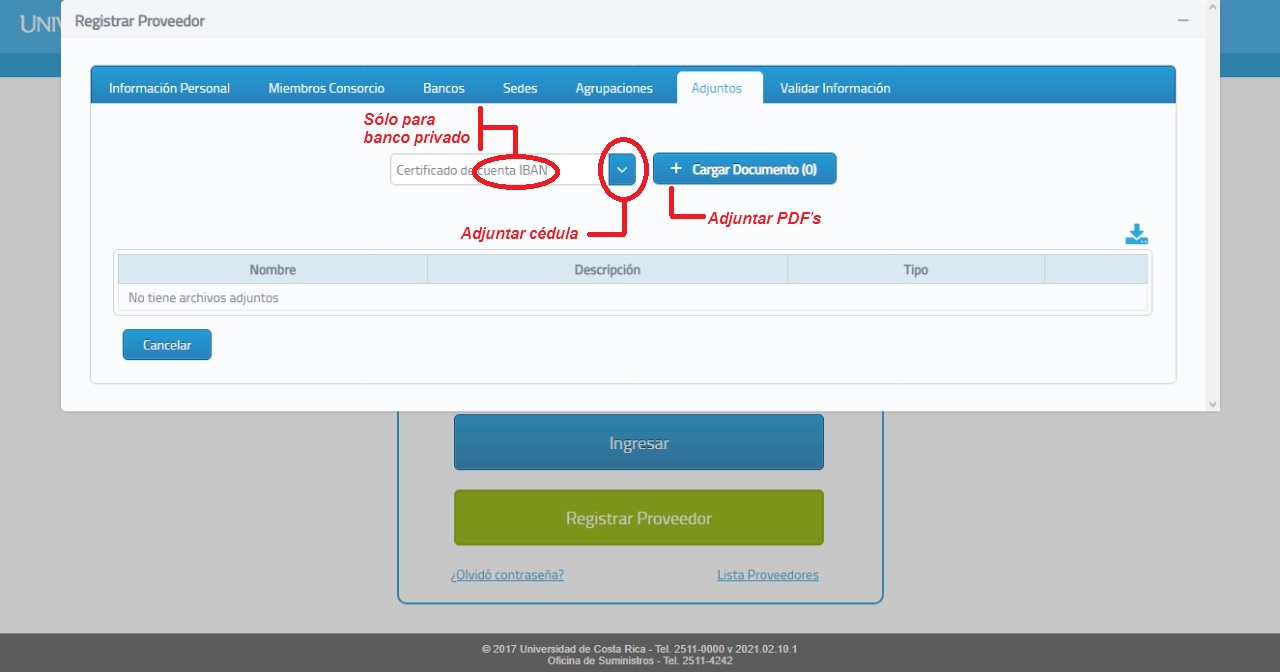 UNIV
Registrar Proveedor
Información Personal Miembros Consorcio Bancos Sedes Agrupaciones Adjuntos Validar Información
Sólo para
banco privado
Certificado de cuenta IBAN
+ Cargar Documento (0)
Adjuntar PDF's
Adjuntar cédula
Nombre Descripción Tipo
No tiene archivos adjuntos
Cancelar
Ingresar
Registrar Proveedor
¿Olvidó contraseña? Lista Proveedores
© 2017 Universidad de Costa Rica - Tel. 2511-0000 v 2021.02.10.1
Oficina de Suministros - Tel. 2511-4242